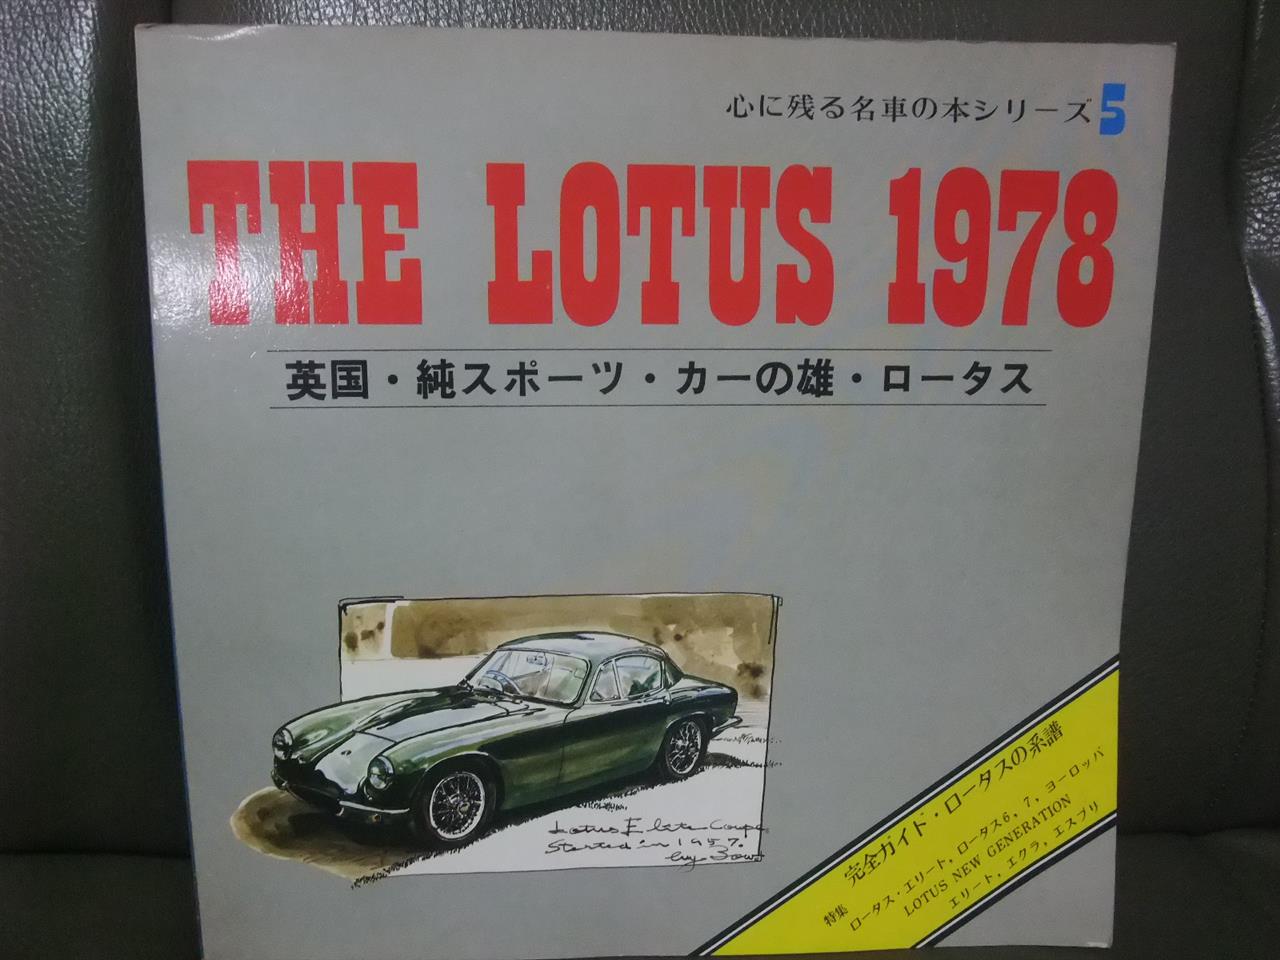 心に残る名車の本シリーズ5
THE LOTUS 1978
英国・純スポーツ・カーの雄・ロータス
Lotus Elite Coupe
Started in 1957.
by
完全ガイド・ロータスの系譜
特集 ロータス・エリート，ロータス6，7，ヨーロッパ
LOTUS NEW GENERATION
エリート，エクラ，エスプリ